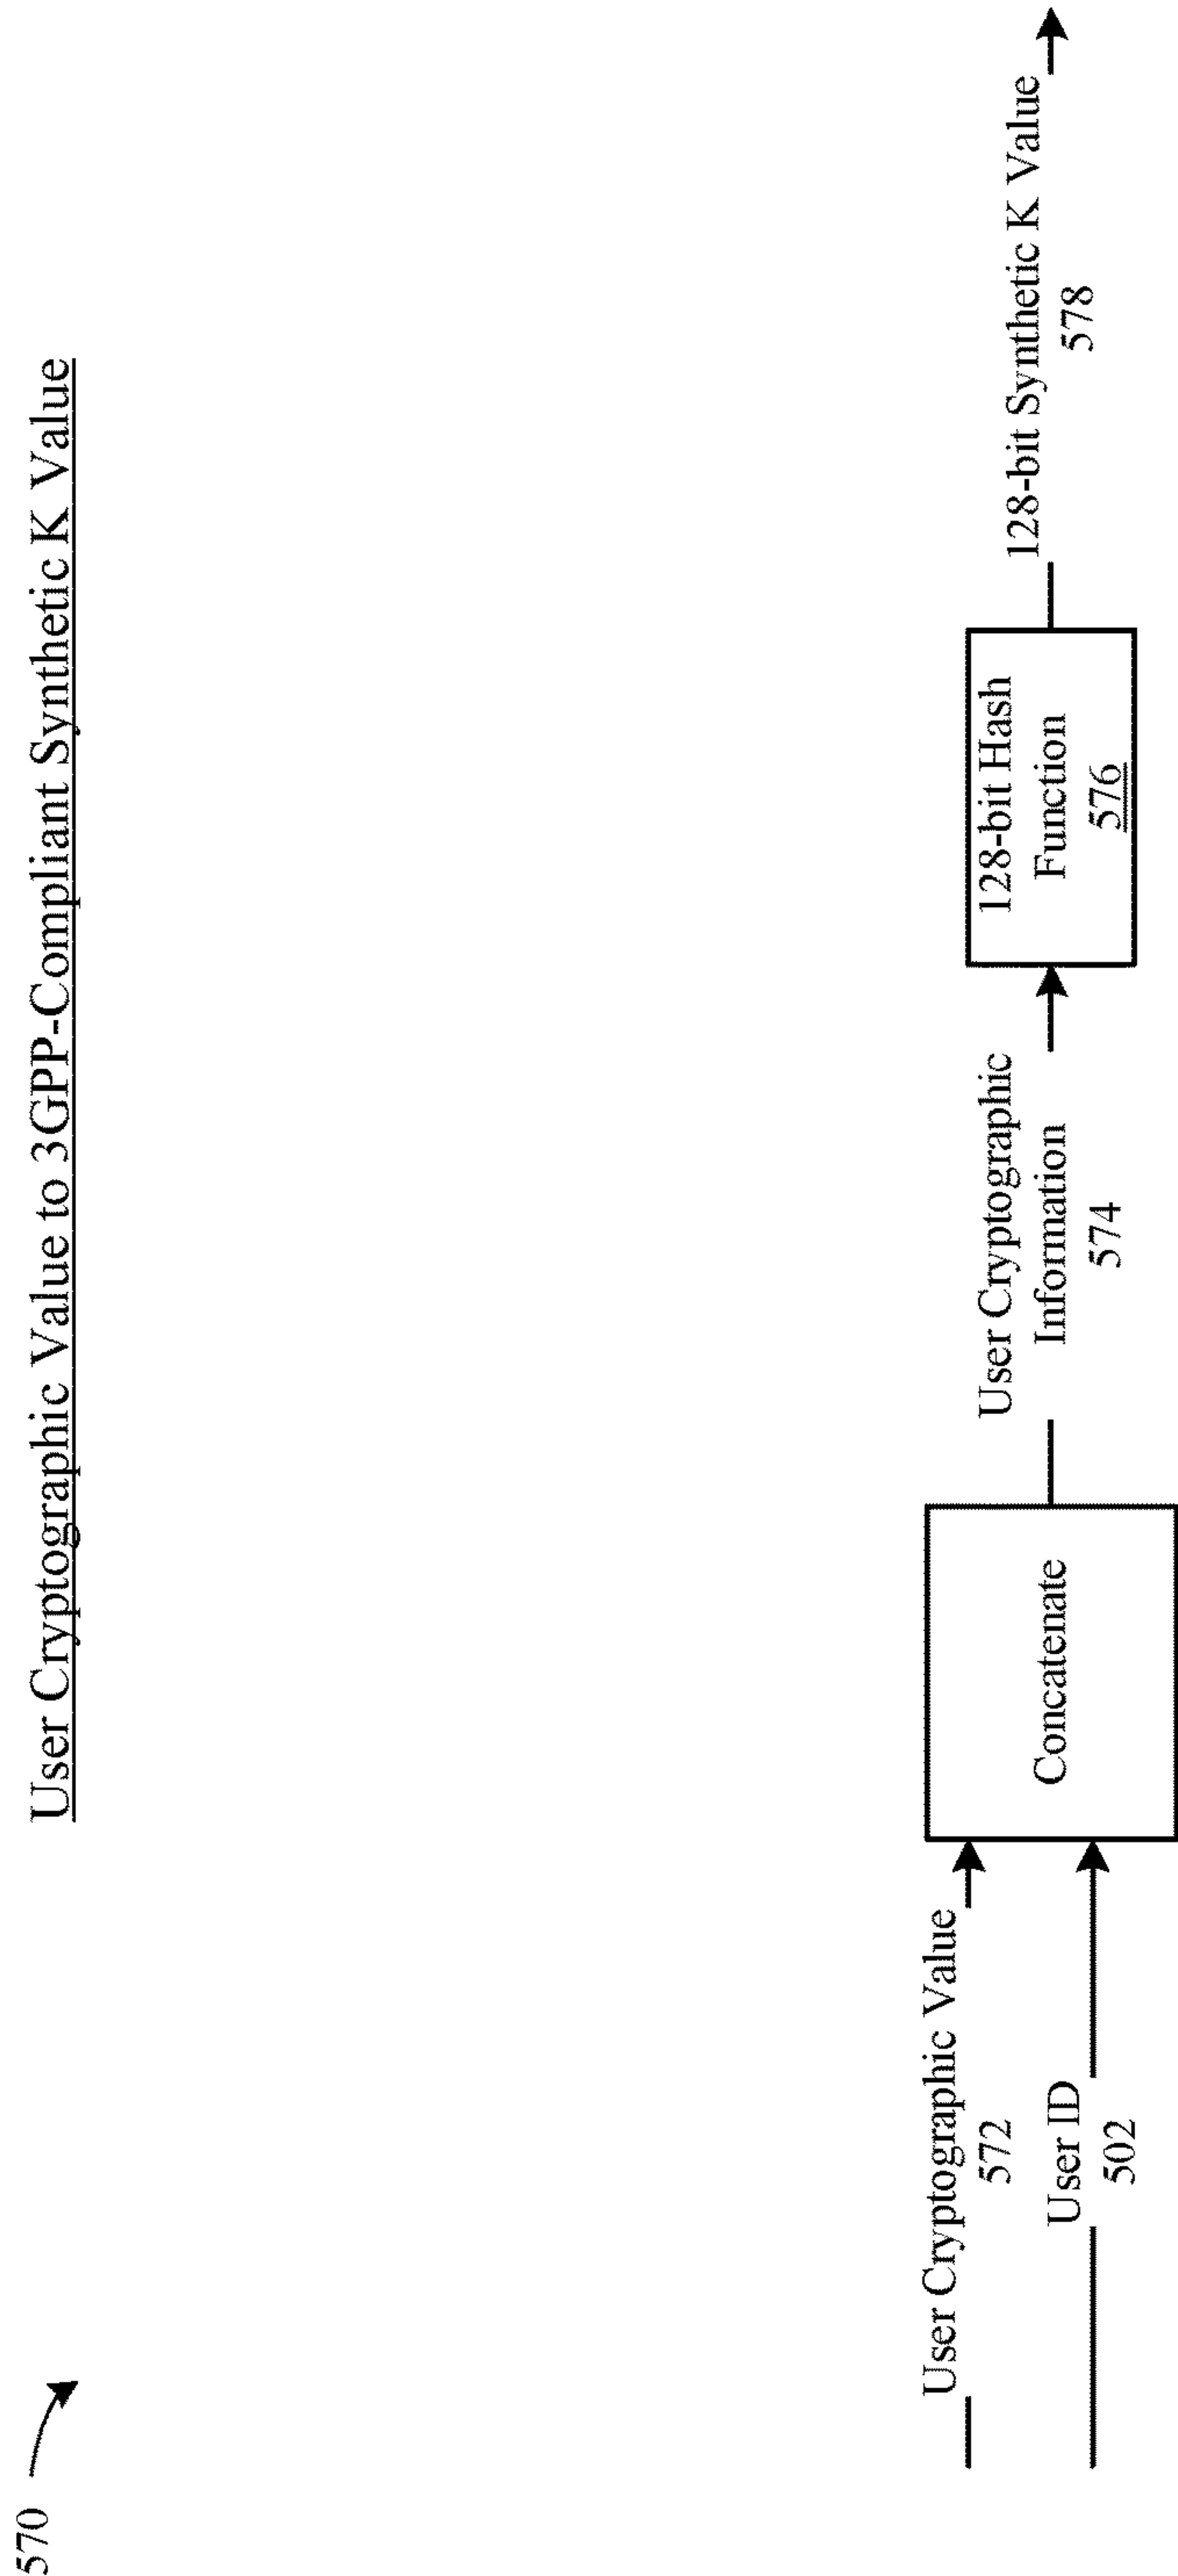 570
User Cryptographic Value to 3GPP-Compliant Synthetic K Value
User Cryptographic Value
572
User ID
502
Concatenate
User Cryptographic
Information
574
128-bit Hash
Function
576
128-bit Synthetic K Value
578